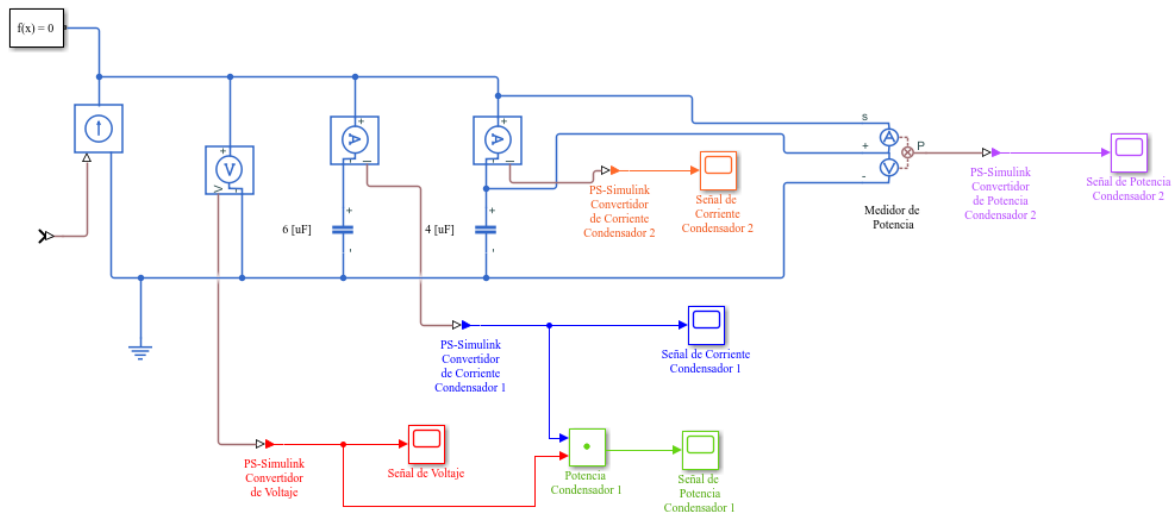 f(x) = 0
V
A
A
6 [uF]
4 [uF]
PS-Simulink
Convertidor
de Corriente
Condensador 2
Señal de
Corriente
Condensador 2
s
+
-
A
V
P
Medidor de
Potencia
PS-Simulink
Convertidor
de Potencia
Condensador 2
Señal de Potencia
Condensador 2
PS-Simulink
Convertidor
de Corriente
Condensador 1
Señal de Corriente
Condensador 1
PS-Simulink
Convertidor
de Voltaje
Señal de Voltaje
Potencia
Condensador 1
Señal de
Potencia
Condensador 1